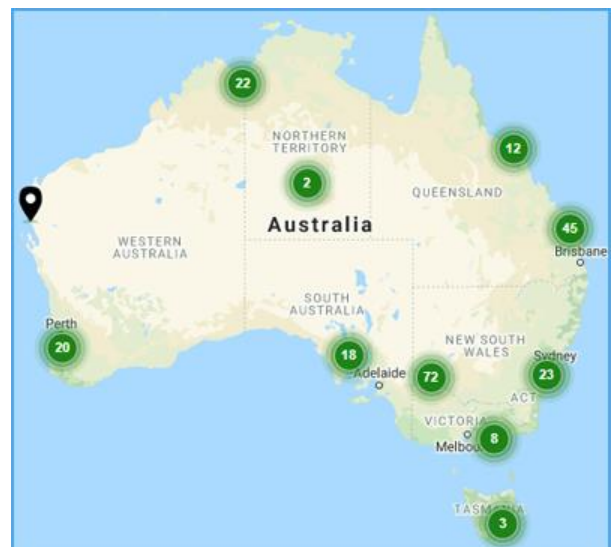 22
12
NORTHERN
TERRITORY
2
QUEENSLAND
Australia
45
WESTERN
AUSTRALIA
Brisbane
SOUTH
AUSTRALIA
Perth
20
18
NEW SOUTH
WALES
Sydney
Adelaide
72
23
ACT
VICTORIA
8
3